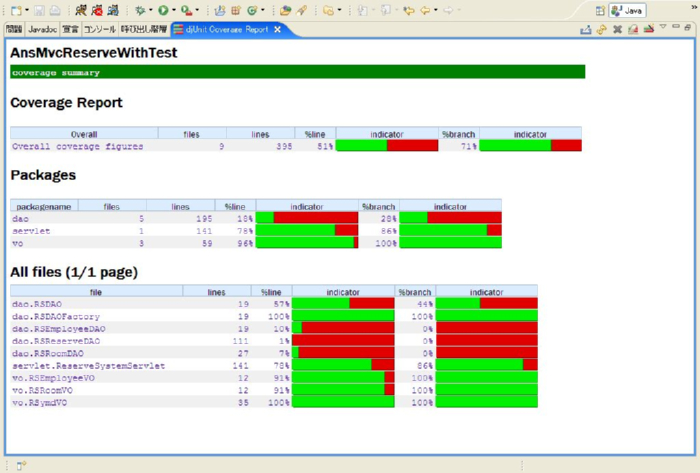 Java
問題 Javadoc 宣言 コンソール 呼び出し階層 djUnit Coverage Report
AnsMvcReserveWithTest
coverage summary
Coverage Report
Overall files lines %line indicator %branch indicator
Overall coverage figures 9 395 51% 71%
Packages
packagename files lines %line indicator %branch indicator
dao 5 195 18% 28%
servlet 1 141 78% 86%
vo 3 59 96% 100%
All files (1/1 page)
file lines %line indicator %branch indicator
dao.RSDAO 19 57% 44%
dao.RSDAOFactory 19 100% 100%
dao.RSEmployeeDAO 19 10% 0%
dao.RSReserveDAO 111 1% 0%
dao.RSRoomDAO 27 7% 0%
servlet.ReserveSystemServlet 141 78% 86%
vo.RSEmployeeVO 12 91% 100%
vo.RSRoomVO 12 91% 100%
vo.RSymdVO 35 100% 100%